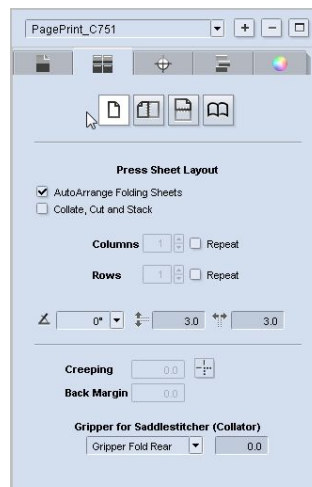 PagePrint_C751
Press Sheet Layout
AutoArrange Folding Sheets
Collate, Cut and Stack
Columns 1 Repeat
Rows 1 Repeat
0° 3.0 3.0
Creeping 0.0
Back Margin 0.0
Gripper for Saddlestitcher (Collator)
Gripper Fold Rear 0.0